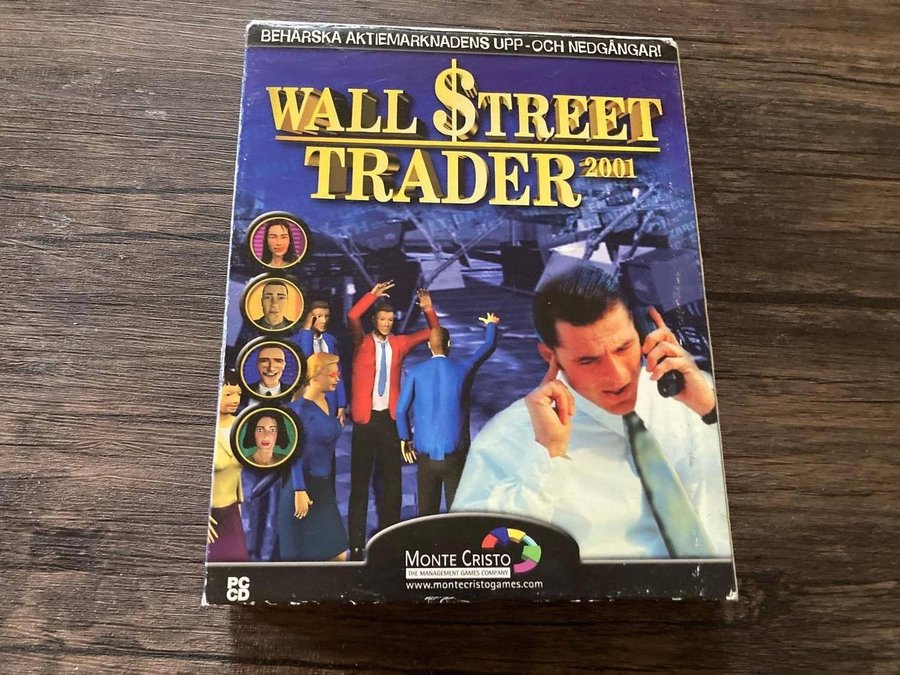 BEHÄRSKA AKTIEMARKNADENS UPP-OCH NEDGÅNGAR!
WALL $TREET
TRADER 2001
MONTE CRISTO
THE MANAGEMENT GAMES COMPANY
www.montecristogames.com
PC
CD